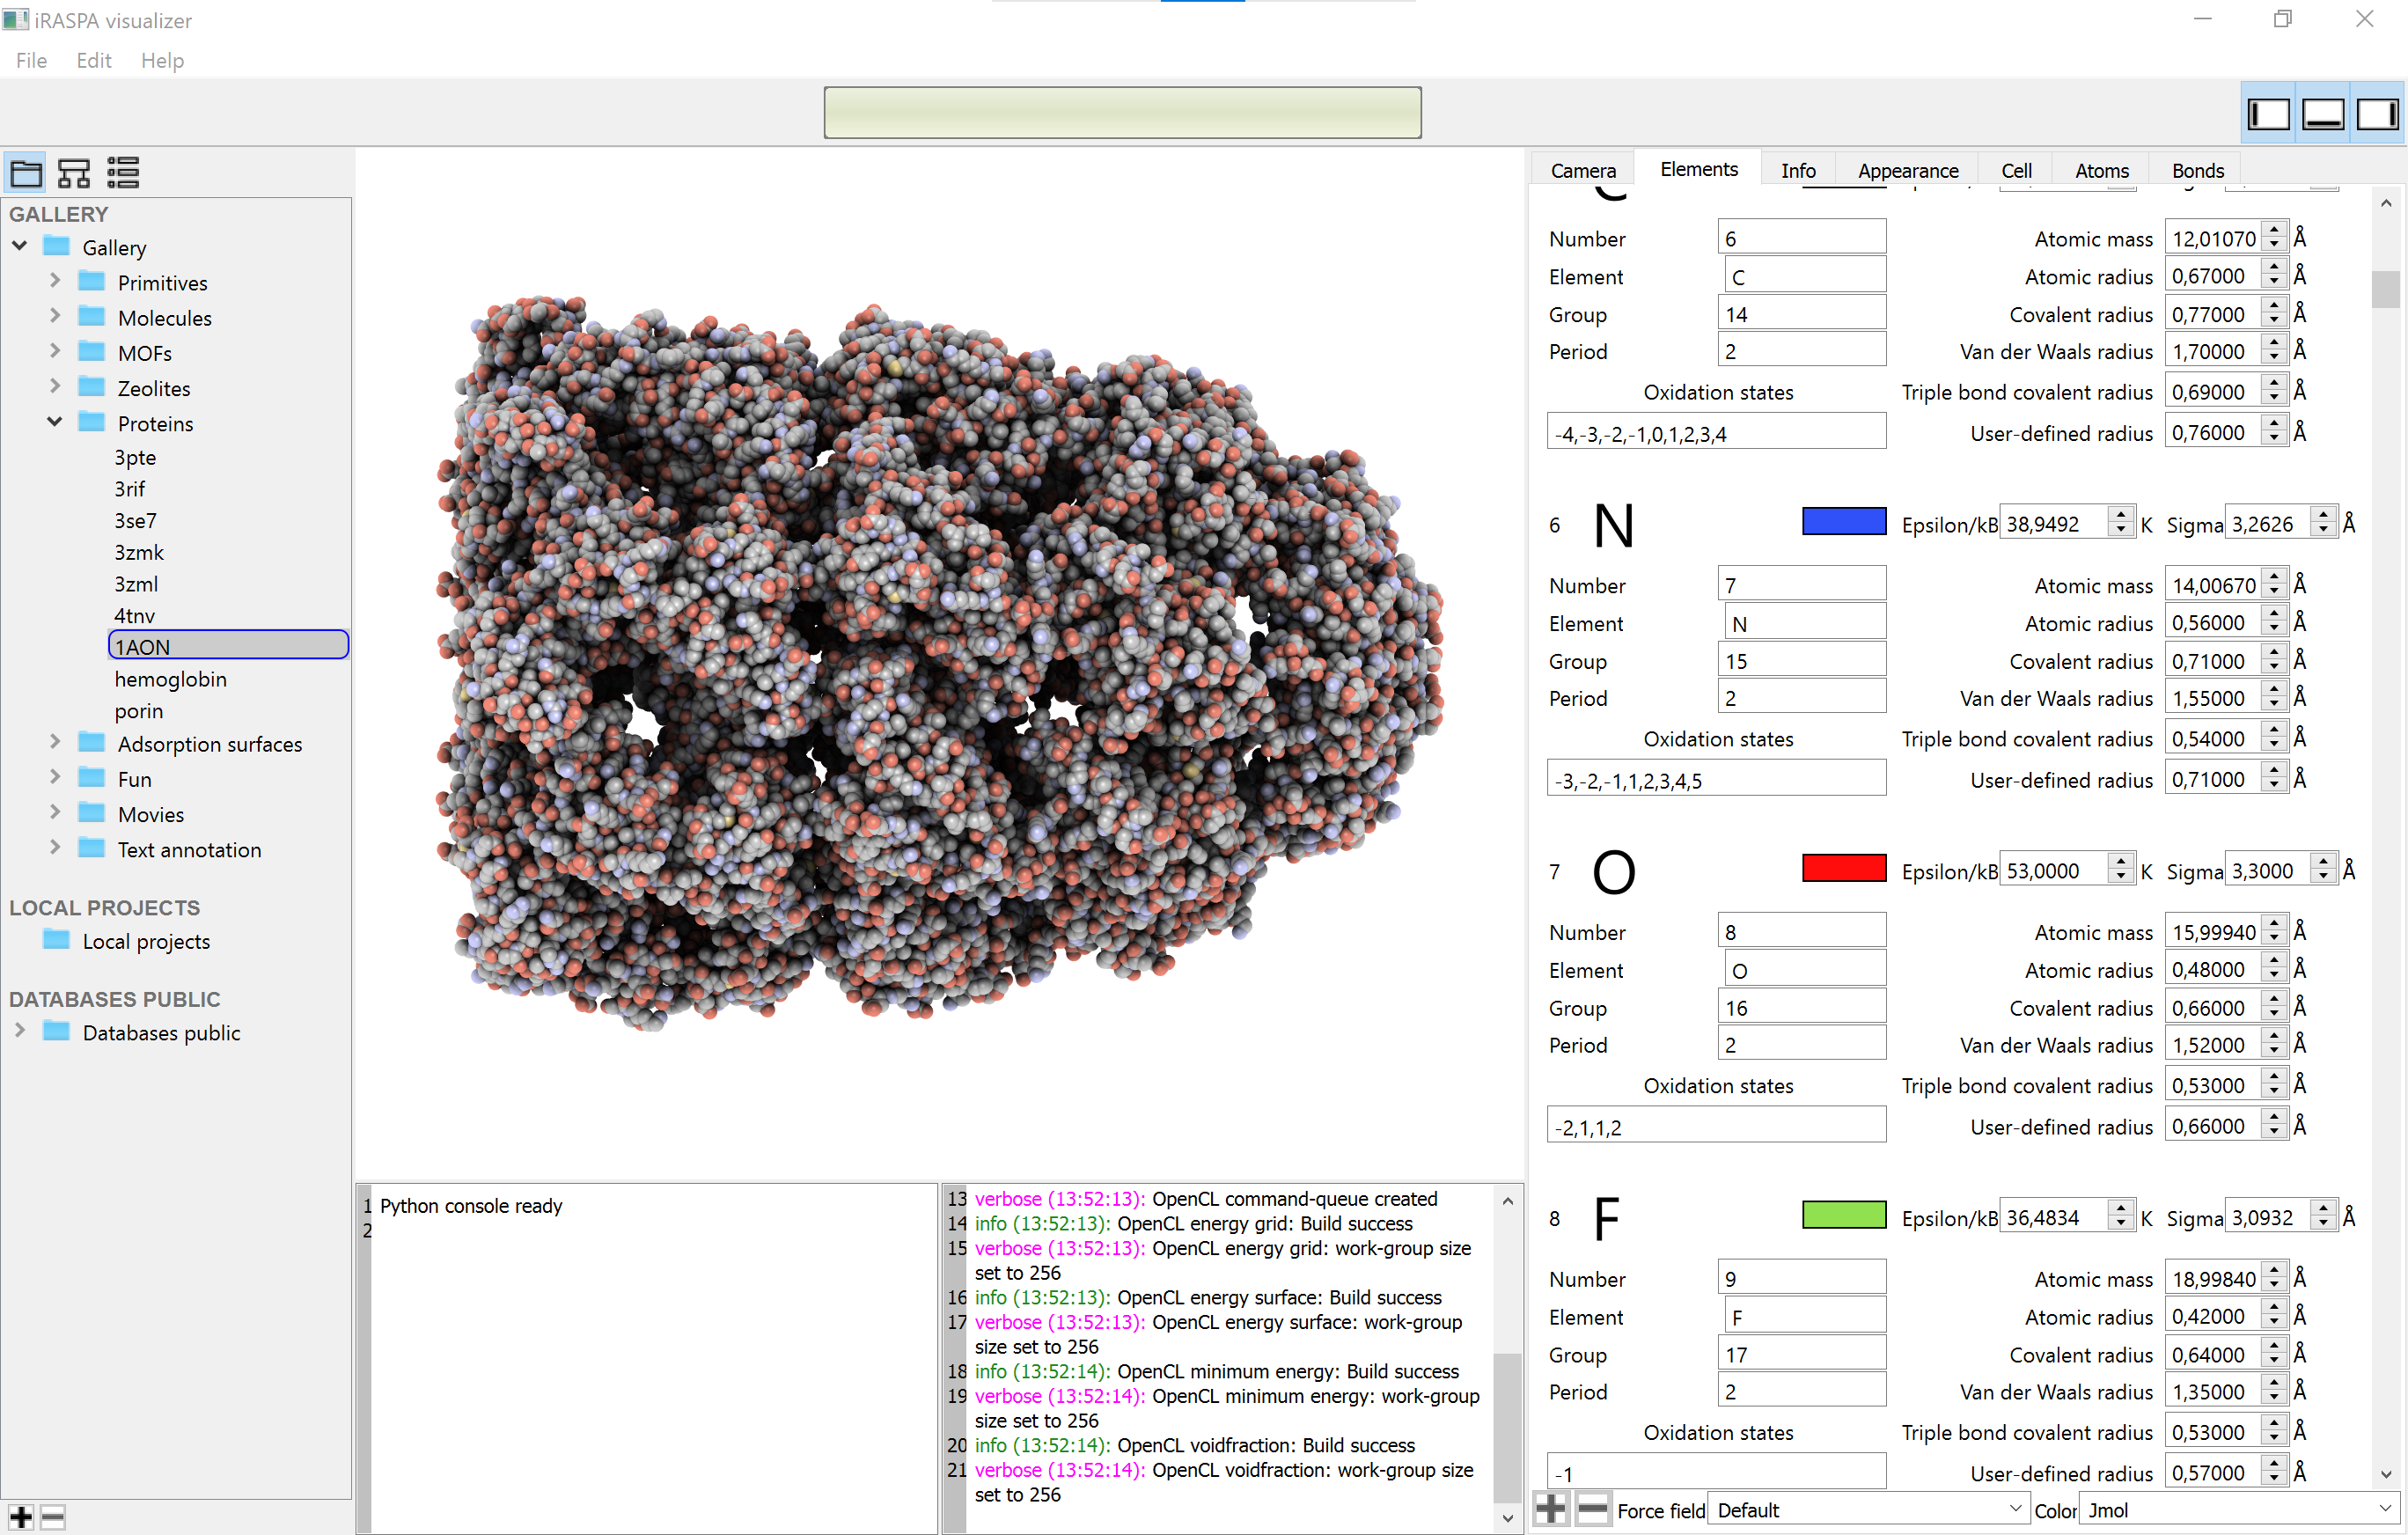 iRASPA visualizer
File Edit Help
GALLERY
Gallery
Primitives
Molecules
MOFs
Zeolites
Proteins
3pte
3rif
3se7
3zmk
3zml
4tnv
1AON
hemoglobin
porin
Adsorption surfaces
Fun
Movies
Text annotation
LOCAL PROJECTS
Local projects
DATABASES PUBLIC
Databases public
1 Python console ready
2
13 verbose (13:52:13): OpenCL command-queue created
14 info (13:52:13): OpenCL energy grid: Build success
15 verbose (13:52:13): OpenCL energy grid: work-group size
set to 256
16 info (13:52:13): OpenCL energy surface: Build success
17 verbose (13:52:13): OpenCL energy surface: work-group
size set to 256
18 info (13:52:14): OpenCL minimum energy: Build success
19 verbose (13:52:14): OpenCL minimum energy: work-group
size set to 256
20 info (13:52:14): OpenCL voidfraction: Build success
21 verbose (13:52:14): OpenCL voidfraction: work-group size
set to 256
Camera Elements Info Appearance Cell Atoms Bonds
Number 6 Atomic mass 12,01070 Å
Element C Atomic radius 0,67000 Å
Group 14 Covalent radius 0,77000 Å
Period 2 Van der Waals radius 1,70000 Å
Oxidation states Triple bond covalent radius 0,69000 Å
-4,-3,-2,-1,0,1,2,3,4 User-defined radius 0,76000 Å
6 N Epsilon/kB 38,9492 K Sigma 3,2626 Å
Number 7 Atomic mass 14,00670 Å
Element N Atomic radius 0,56000 Å
Group 15 Covalent radius 0,71000 Å
Period 2 Van der Waals radius 1,55000 Å
Oxidation states Triple bond covalent radius 0,54000 Å
-3,-2,-1,1,2,3,4,5 User-defined radius 0,71000 Å
7 O Epsilon/kB 53,0000 K Sigma 3,3000 Å
Number 8 Atomic mass 15,99940 Å
Element O Atomic radius 0,48000 Å
Group 16 Covalent radius 0,66000 Å
Period 2 Van der Waals radius 1,52000 Å
Oxidation states Triple bond covalent radius 0,53000 Å
-2,1,1,2 User-defined radius 0,66000 Å
8 F Epsilon/kB 36,4834 K Sigma 3,0932 Å
Number 9 Atomic mass 18,99840 Å
Element F Atomic radius 0,42000 Å
Group 17 Covalent radius 0,64000 Å
Period 2 Van der Waals radius 1,35000 Å
Oxidation states Triple bond covalent radius 0,53000 Å
-1 User-defined radius 0,57000 Å
Force field Default Color Jmol